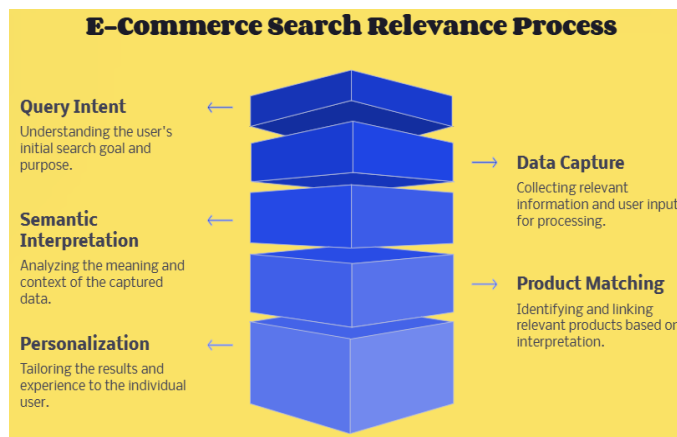 E-Commerce Search Relevance Process
Query Intent
Understanding the user's
initial search goal and
purpose.
Data Capture
Collecting relevant
information and user input
for processing.
Semantic
Interpretation
Analyzing the meaning and
context of the captured
data.
Product Matching
Identifying and linking
relevant products based or
interpretation.
Personalization
Tailoring the results and
experience to the individual
user.